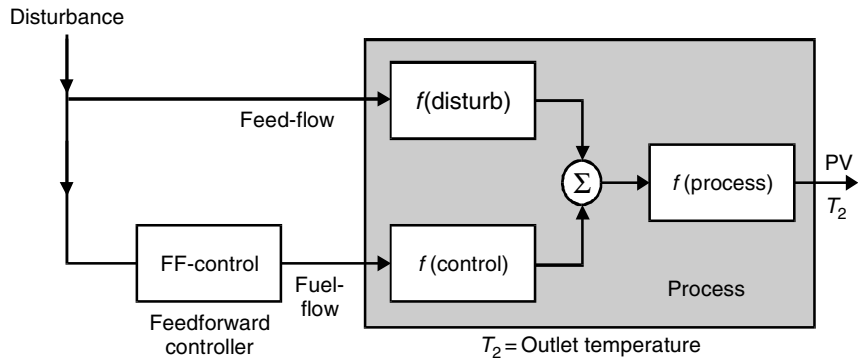 Disturbance
Feed-flow
f(disturb)
Σ
f (process)
PV
T2
FF-control
Fuel-
flow
f (control)
Process
Feedforward
controller
T2 = Outlet temperature